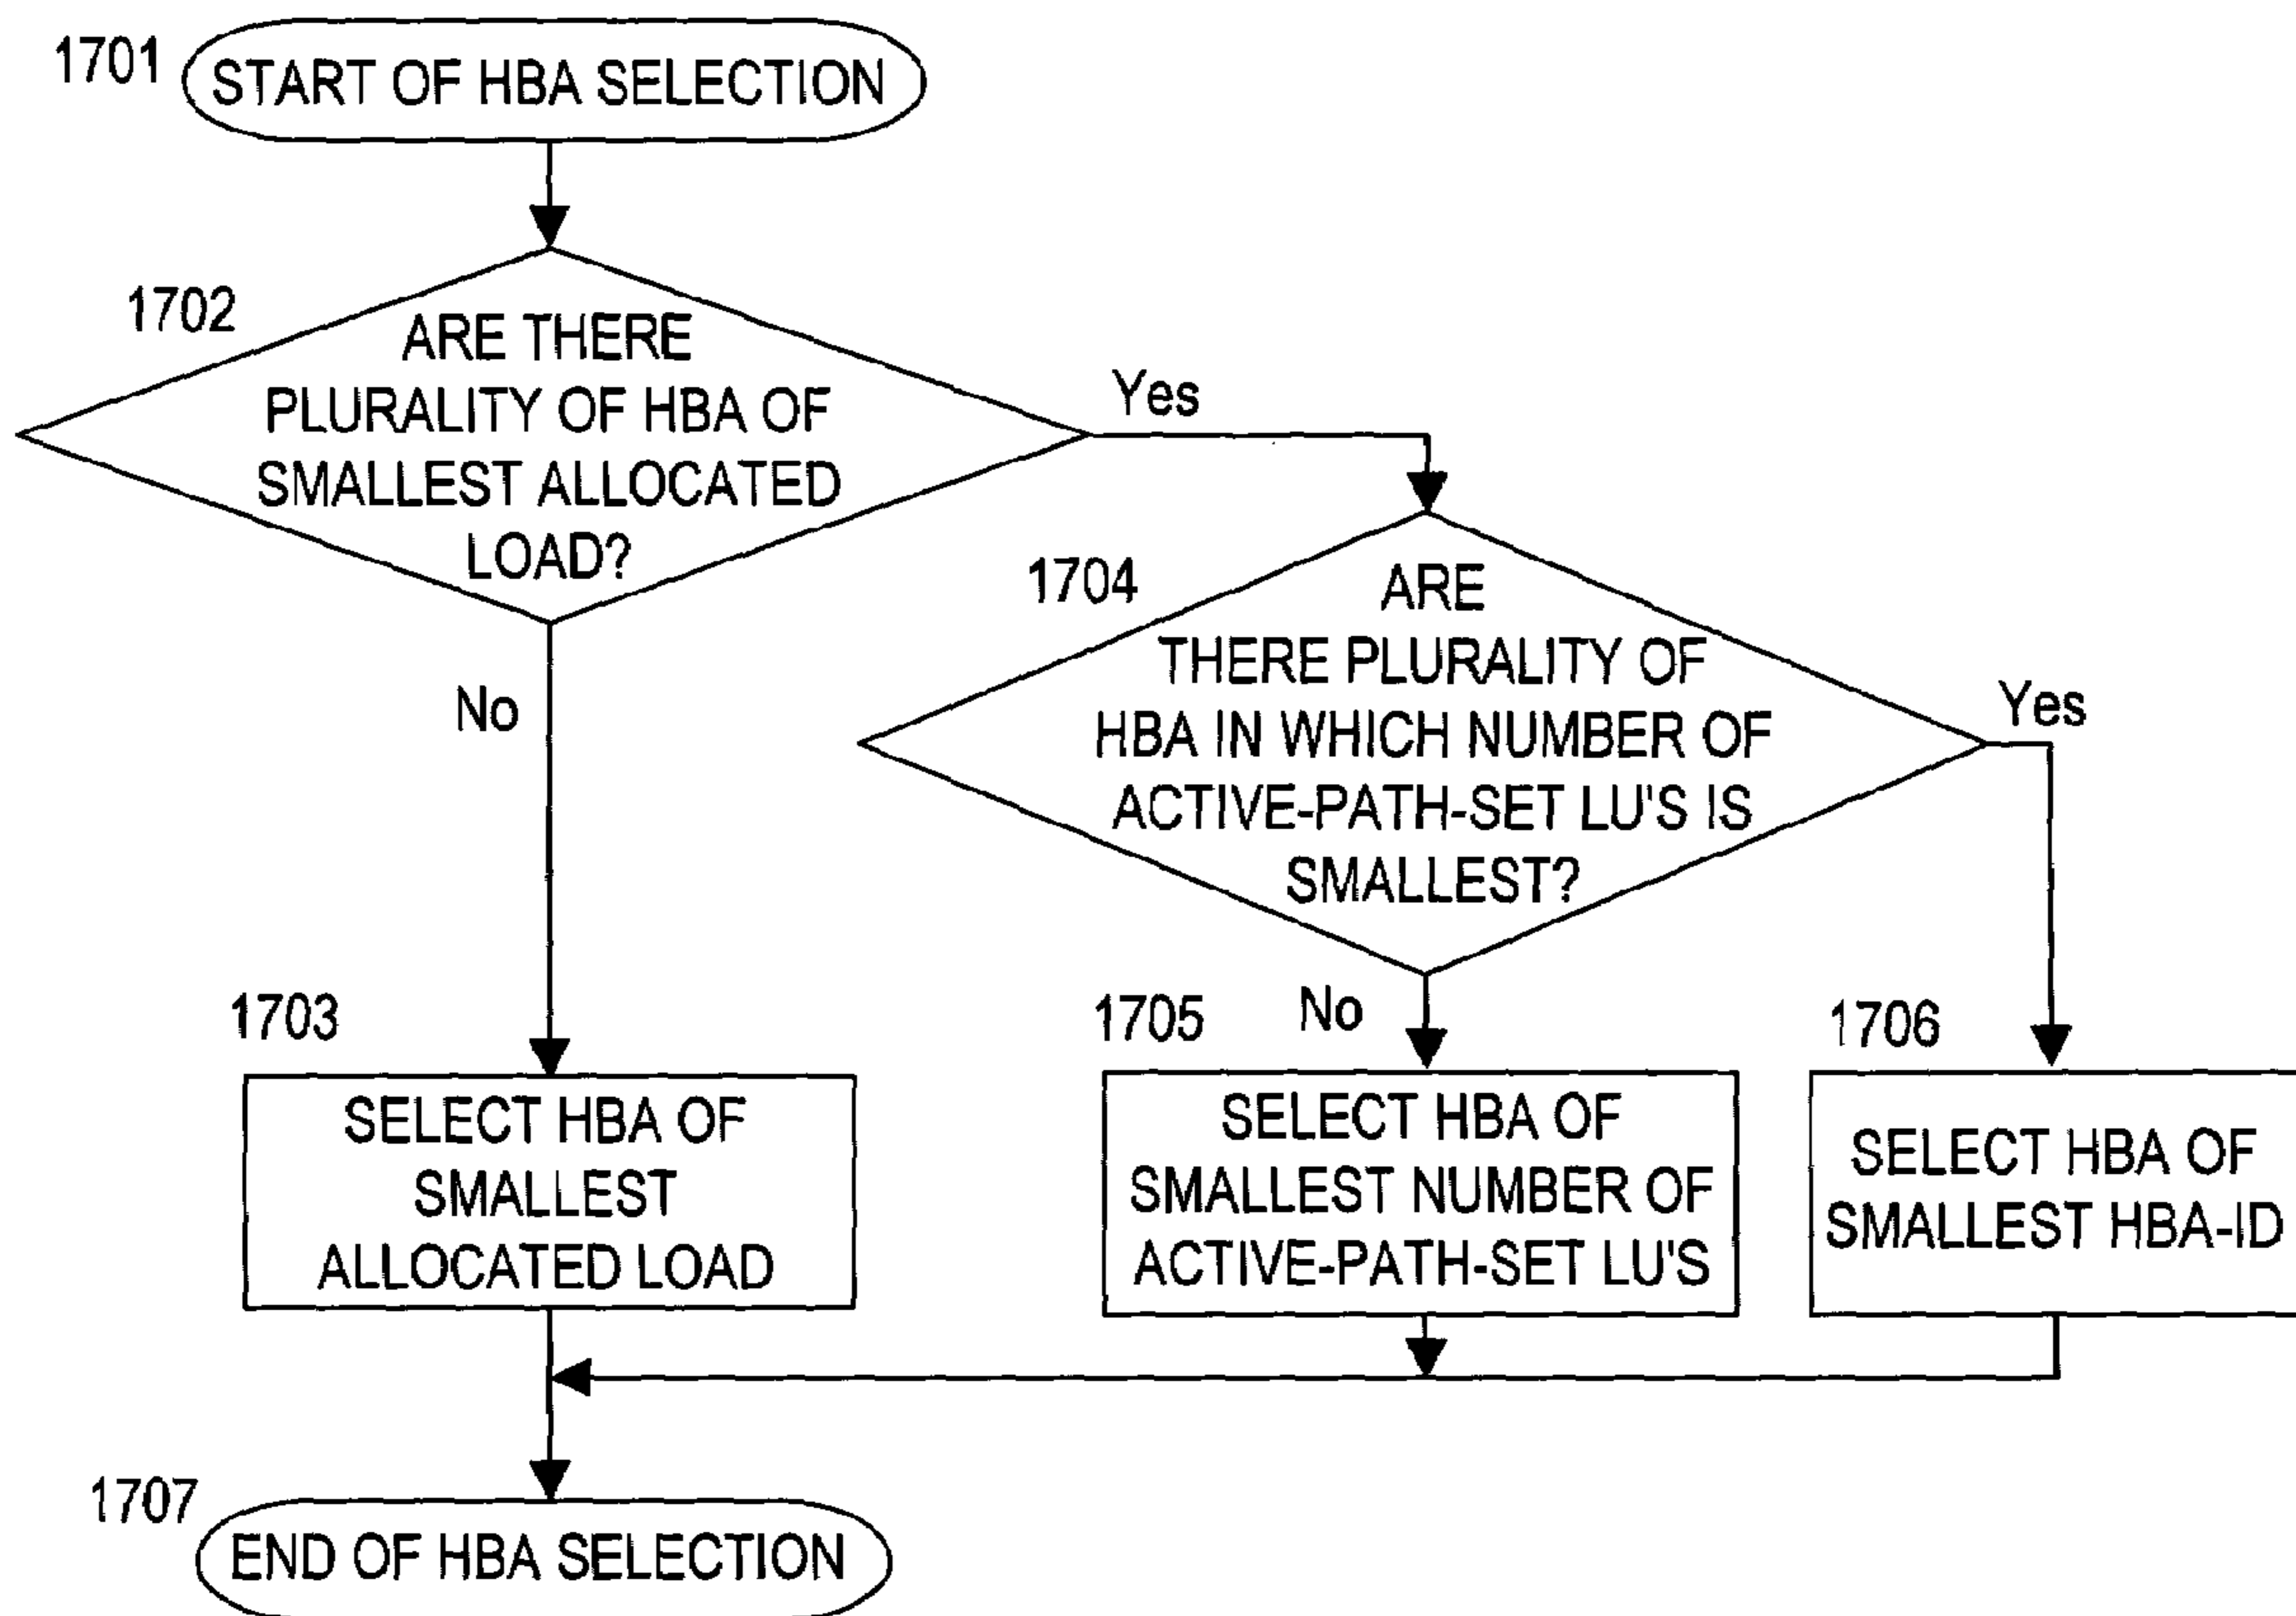 1701
START OF HBA SELECTION
1702
ARE THERE
PLURALITY OF HBA OF
SMALLEST ALLOCATED
LOAD?
Yes
No
1704
ARE
THERE PLURALITY OF
HBA IN WHICH NUMBER OF
ACTIVE-PATH-SET LU'S IS
SMALLEST?
Yes
No
1703
SELECT HBA OF
SMALLEST
ALLOCATED LOAD
1705
SELECT HBA OF
SMALLEST NUMBER OF
ACTIVE-PATH-SET LU'S
1706
SELECT HBA OF
SMALLEST HBA-ID
1707
END OF HBA SELECTION